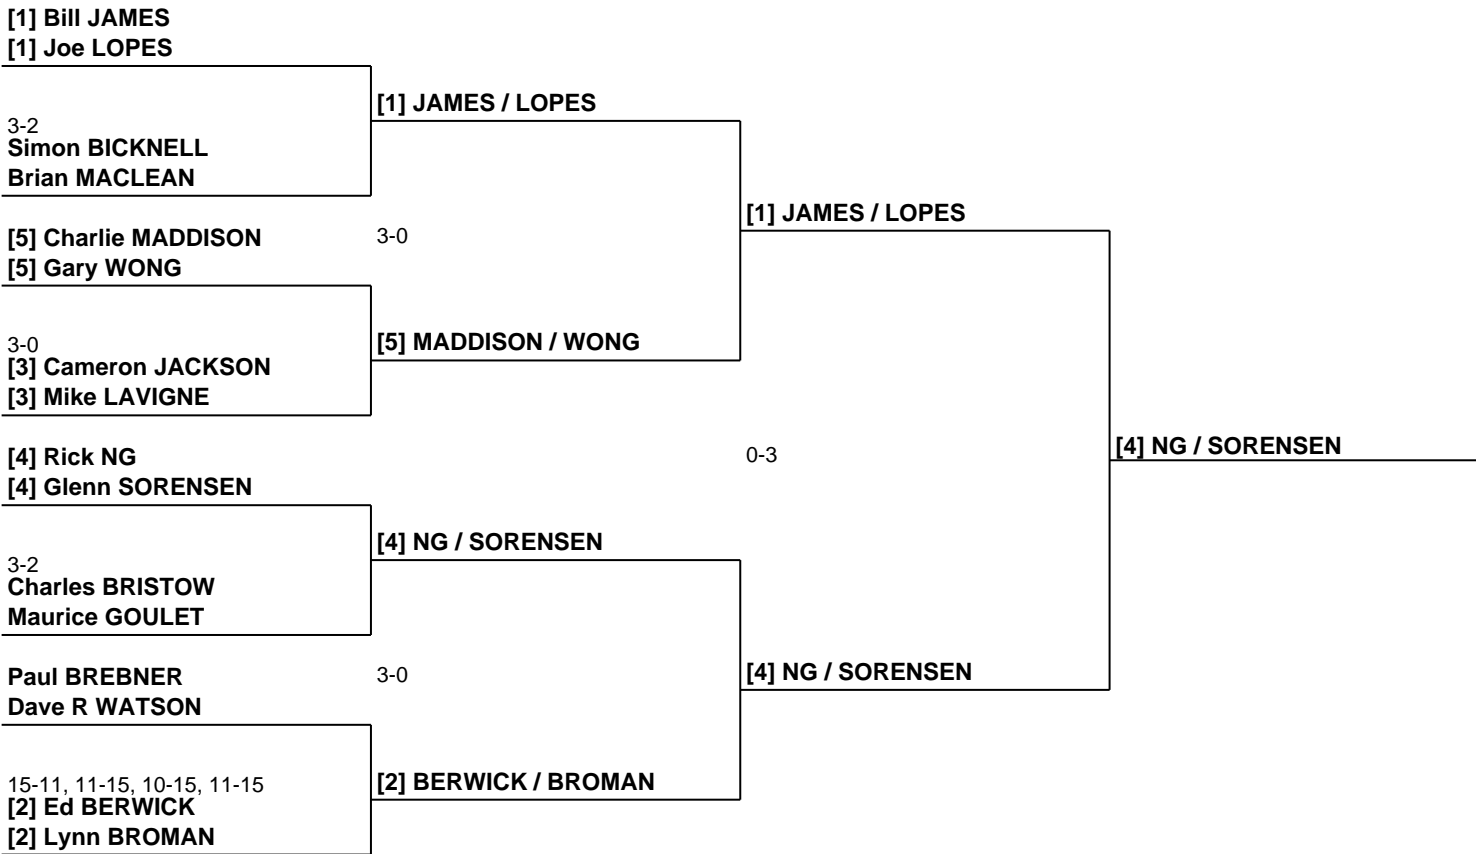 [1] Bill JAMES
[1] Joe LOPES
[1] JAMES / LOPES
3-2
Simon BICKNELL
Brian MACLEAN
[1] JAMES / LOPES
[5] Charlie MADDISON
3-0
[5] Gary WONG
[5] MADDISON / WONG
3-0
[3] Cameron JACKSON
[3] Mike LAVIGNE
[4] NG / SORENSEN
[4] Rick NG
0-3
[4] Glenn SORENSEN
[4] NG / SORENSEN
3-2
Charles BRISTOW
Maurice GOULET
Paul BREBNER
3-0
[4] NG / SORENSEN
Dave R WATSON
15-11, 11-15, 10-15, 11-15
[2] BERWICK / BROMAN
[2] Ed BERWICK
[2] Lynn BROMAN